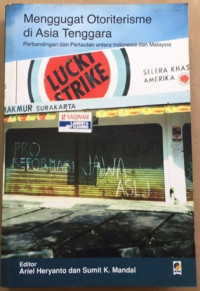 Menggugat Otoriterisme
di Asia Tenggara
Perbandingan dan Pertautan antara Indonesia dan Malaysia
LUCKY
STRIKE
SELERA KHAS
AMERIKA
MAKMUR SURAKARTA
PRO
REFORMASI JAWA
ASLI
Editor
Ariel Heryanto dan Sumit K. Mandal